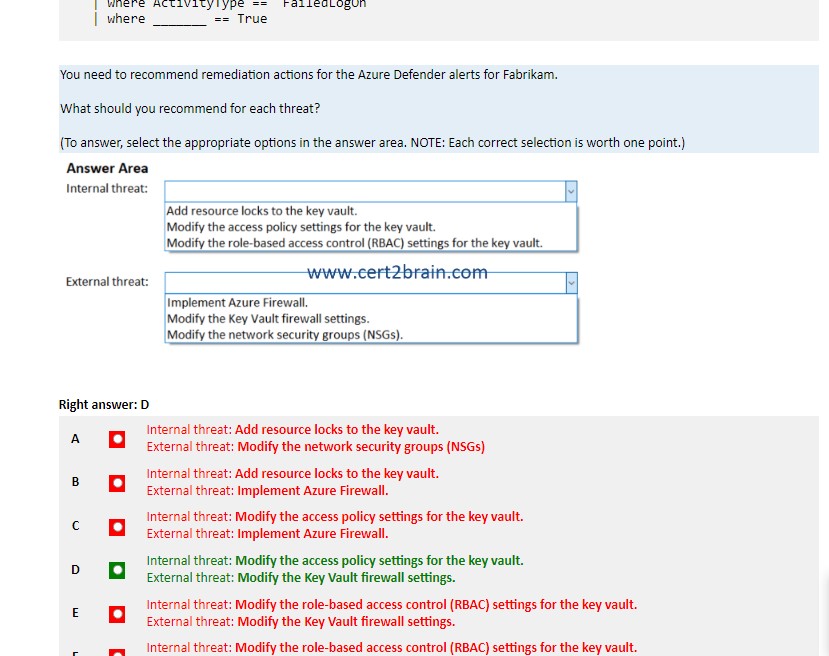 | where ActivityType == "FailedLogOn"
| where _______ == True
You need to recommend remediation actions for the Azure Defender alerts for Fabrikam.
What should you recommend for each threat?
(To answer, select the appropriate options in the answer area. NOTE: Each correct selection is worth one point.)
Answer Area
Internal threat:
Add resource locks to the key vault.
Modify the access policy settings for the key vault.
Modify the role-based access control (RBAC) settings for the key vault.
www.cert2brain.com
External threat:
Implement Azure Firewall.
Modify the Key Vault firewall settings.
Modify the network security groups (NSGs).
Right answer: D
A
Internal threat: Add resource locks to the key vault.
External threat: Modify the network security groups (NSGs)
B
Internal threat: Add resource locks to the key vault.
External threat: Implement Azure Firewall.
C
Internal threat: Modify the access policy settings for the key vault.
External threat: Implement Azure Firewall.
D
Internal threat: Modify the access policy settings for the key vault.
External threat: Modify the Key Vault firewall settings.
E
Internal threat: Modify the role-based access control (RBAC) settings for the key vault.
External threat: Modify the Key Vault firewall settings.
Internal threat: Modify the role-based access control (RBAC) settings for the key vault.